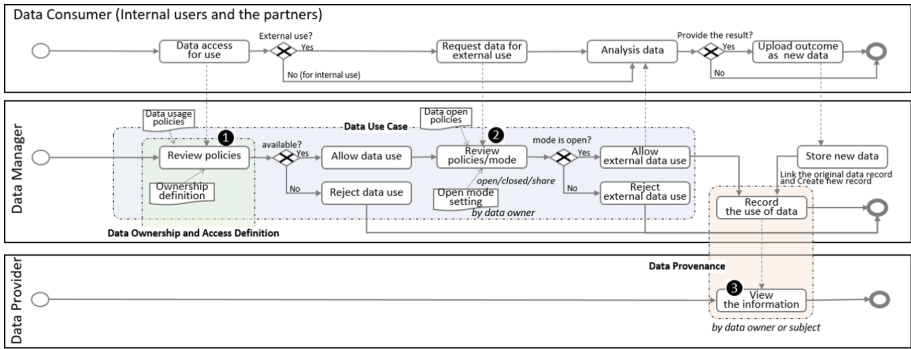 Data Consumer (Internal users and the partners)
External use?
Provide the result?
Data access
for use
Yes
Request data for
external use
Analysis data
Yes
Upload outcome
as new data
No (for internal use)
No
Data Manager
Data usage
policies
1
Data Use Case
Data open
policies
2
Review policies
available?
Yes
Allow data use
Review
policies/mode
mode is open?
Yes
Allow
external data use
Store new data
Link the original data record
and Create new record
Ownership
definition
No
Reject data use
open/closed/share
Open mode
setting
by data owner
No
Reject
external data use
Record
the use of data
Data Ownership and Access Definition
Data Provider
Data Provenance
3
View
the information
by data owner or subject